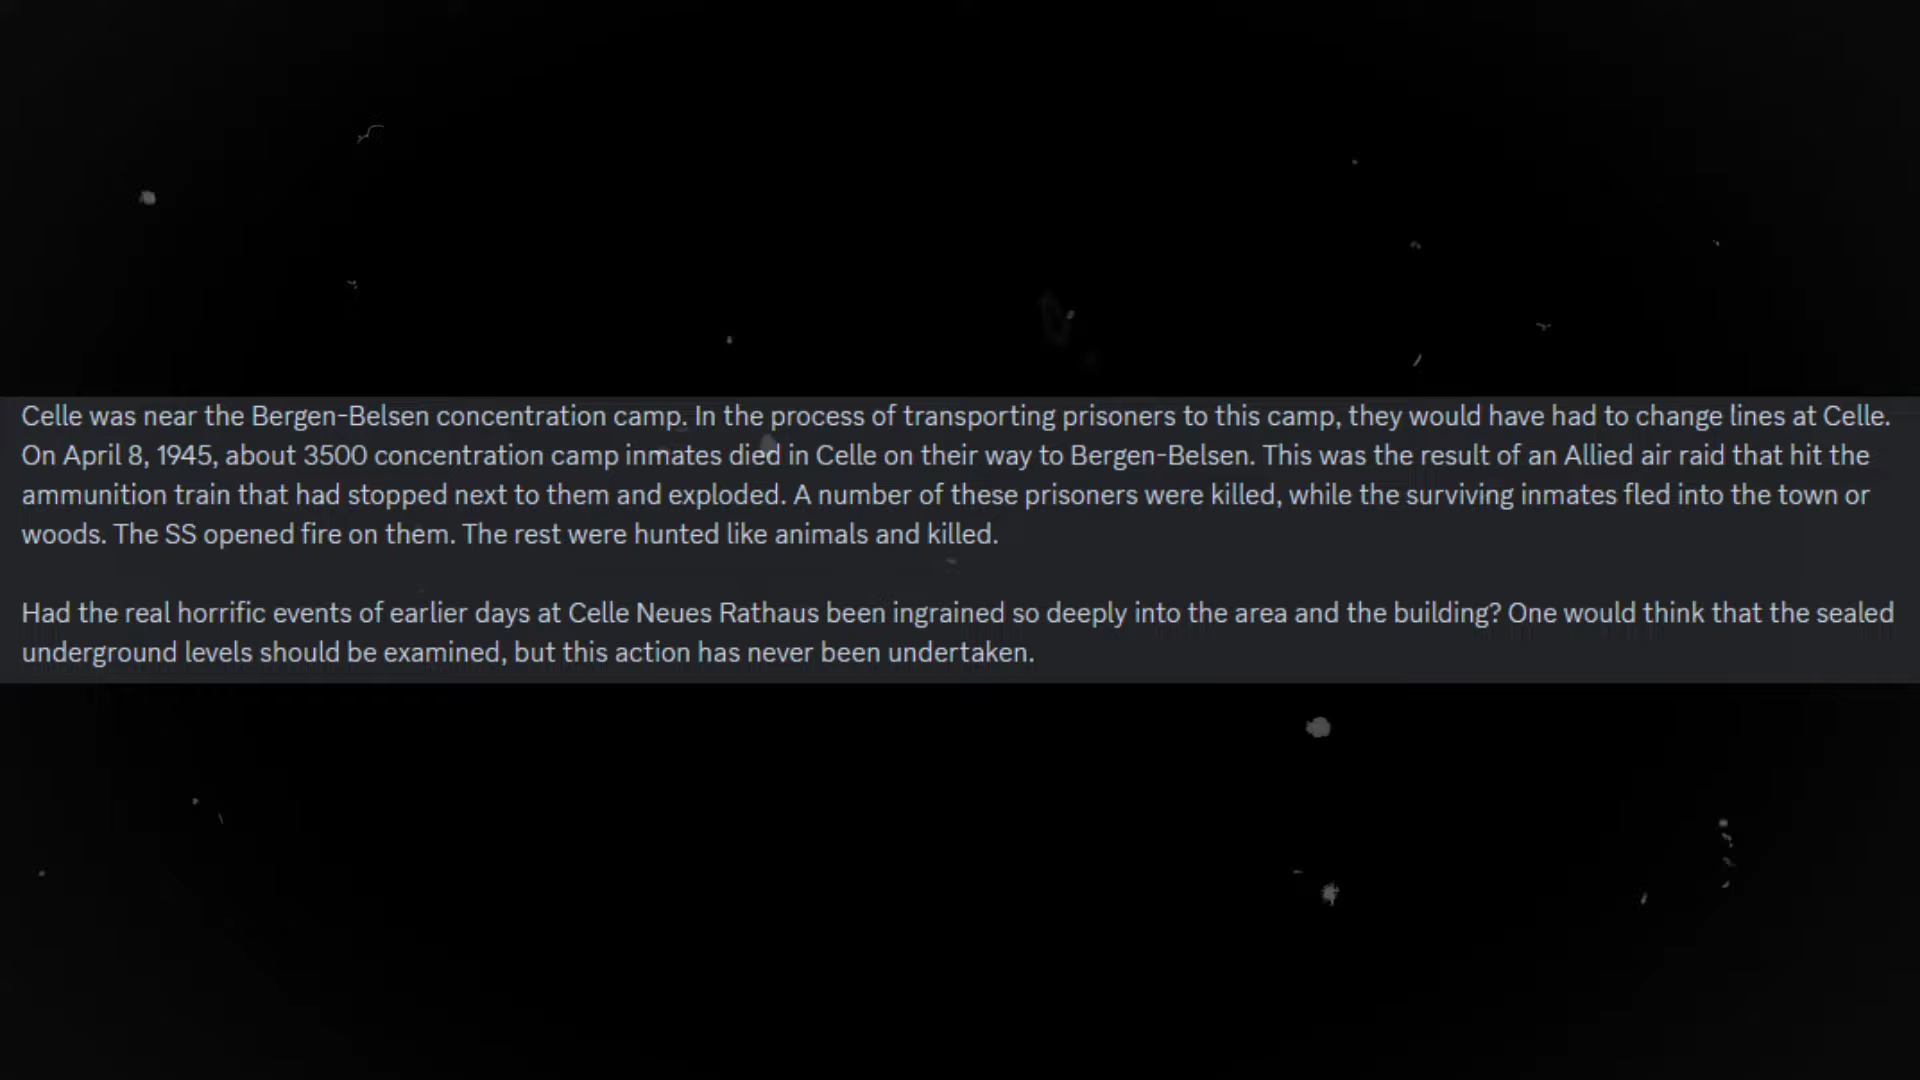 Celle was near the Bergen-Belsen concentration camp. In the process of transporting prisoners to this camp, they would have had to change lines at Celle.
On April 8, 1945, about 3500 concentration camp inmates died in Celle on their way to Bergen-Belsen. This was the result of an Allied air raid that hit the
ammunition train that had stopped next to them and exploded. A number of these prisoners were killed, while the surviving inmates fled into the town or
woods. The SS opened fire on them. The rest were hunted like animals and killed.
Had the real horrific events of earlier days at Celle Neues Rathaus been ingrained so deeply into the area and the building? One would think that the sealed
underground levels should be examined, but this action has never been undertaken.